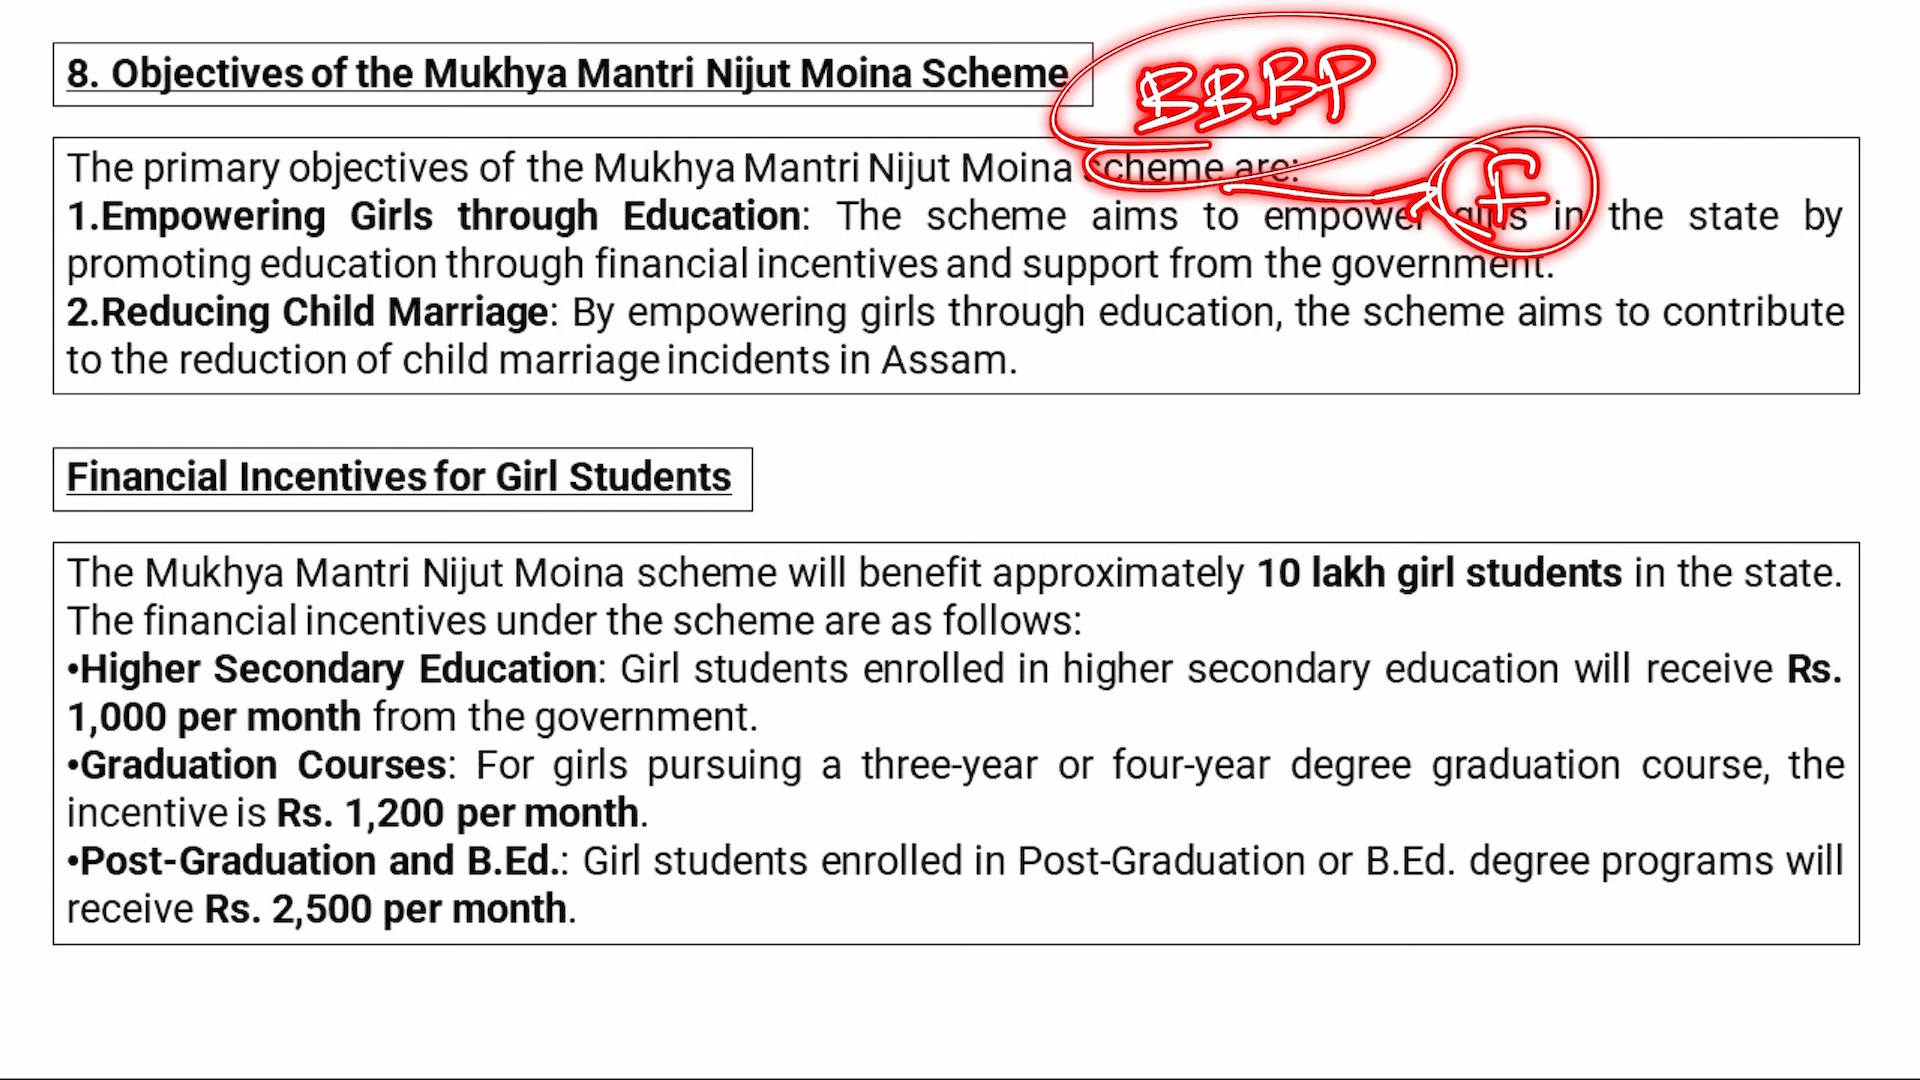 8. Objectives of the Mukhya Mantri Nijut Moina Scheme
BBBP
The primary objectives of the Mukhya Mantri Nijut Moina scheme are:
F
1.Empowering Girls through Education: The scheme aims to empower girls in the state by
promoting education through financial incentives and support from the government.
2.Reducing Child Marriage: By empowering girls through education, the scheme aims to contribute
to the reduction of child marriage incidents in Assam.
Financial Incentives for Girl Students
The Mukhya Mantri Nijut Moina scheme will benefit approximately 10 lakh girl students in the state.
The financial incentives under the scheme are as follows:
•Higher Secondary Education: Girl students enrolled in higher secondary education will receive Rs.
1,000 per month from the government.
•Graduation Courses: For girls pursuing a three-year or four-year degree graduation course, the
incentive is Rs. 1,200 per month.
•Post-Graduation and B.Ed.: Girl students enrolled in Post-Graduation or B.Ed. degree programs will
receive Rs. 2,500 per month.